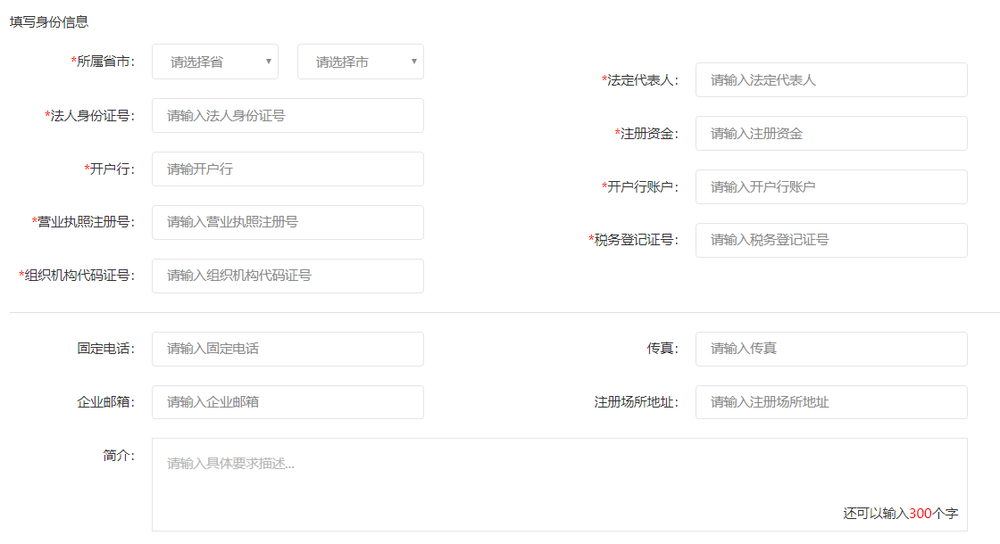 填写身份信息
*所属省市： 请选择省 ▾ 请选择市 ▾
*法定代表人： 请输入法定代表人
*法人身份证号： 请输入法人身份证号
*注册资金： 请输入注册资金
*开户行： 请输开户行
*开户行账户： 请输入开户行账户
*营业执照注册号： 请输入营业执照注册号
*税务登记证号： 请输入税务登记证号
*组织机构代码证号： 请输入组织机构代码证号
固定电话： 请输入固定电话 传真： 请输入传真
企业邮箱： 请输入企业邮箱 注册场所地址： 请输入注册场所地址
简介： 请输入具体要求描述...
还可以输入300个字